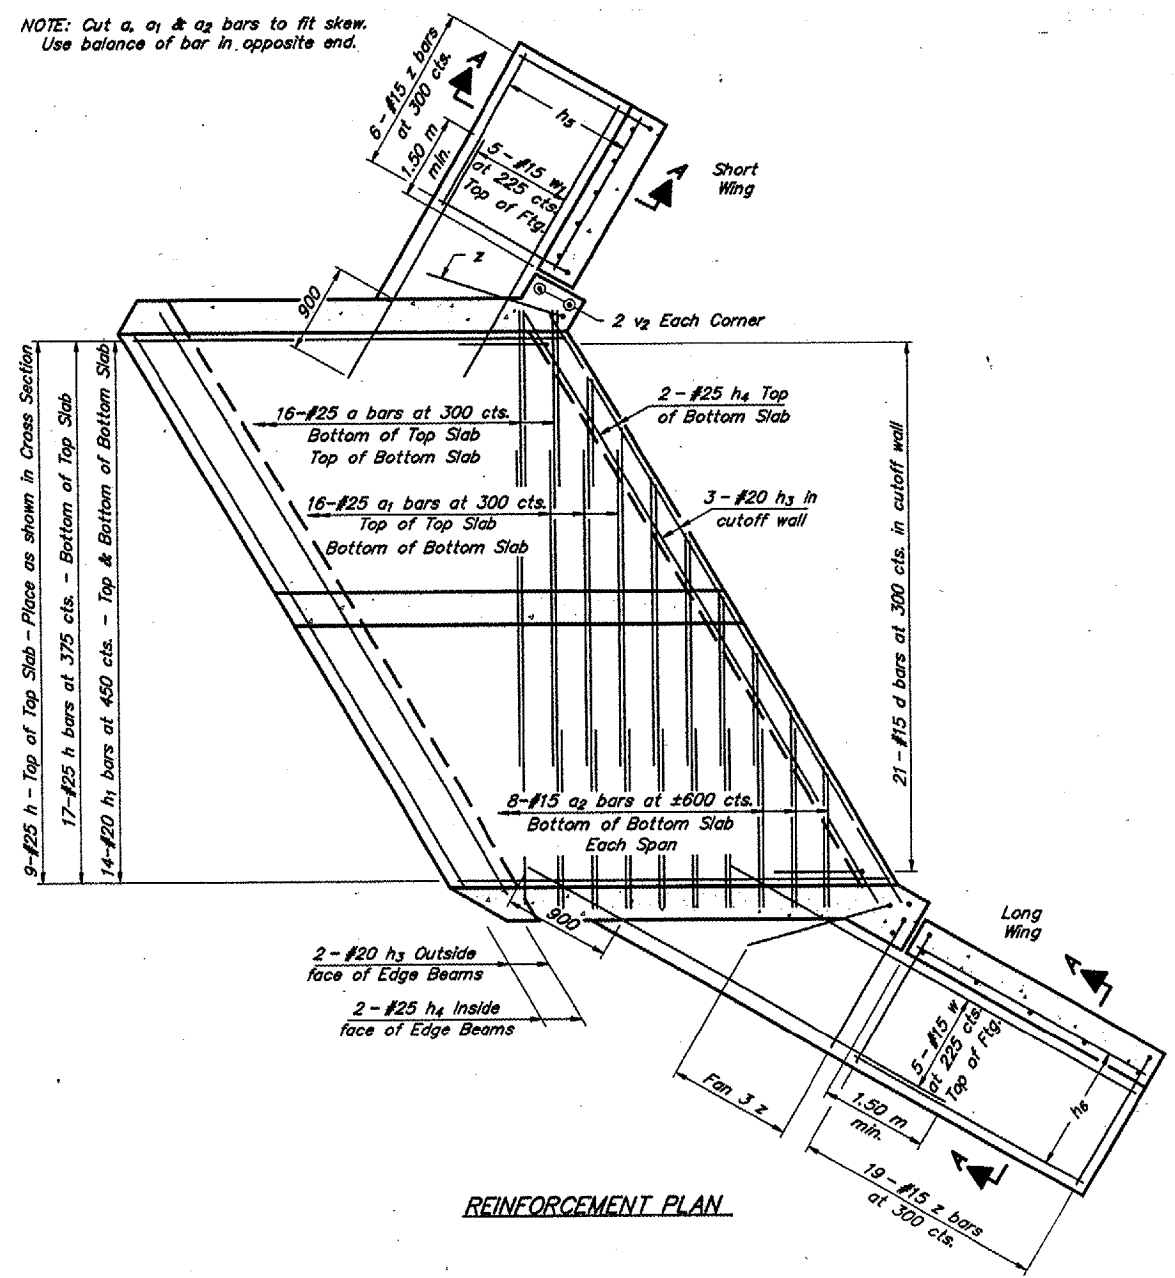 NOTE: Cut a, a1 & a2 bars to fit skew.
Use balance of bar in opposite end.
6-#15 z bars
at 300 cts.
1.50 m
min.
A
h5
5-#15 w1
at 225 cts.
Top of Ftg.
A
Short
Wing
z
900
2 v2 Each Corner
9-#25 h - Top of Top Slab - Place as shown in Cross Section
17-#25 h bars at 375 cts. - Bottom of Top Slab
14-#20 h1 bars at 450 cts. - Top & Bottom of Bottom Slab
16-#25 a bars at 300 cts.
Bottom of Top Slab
Top of Bottom Slab
2-#25 h4 Top
of Bottom Slab
16-#25 a1 bars at 300 cts.
Top of Top Slab
Bottom of Bottom Slab
3-#20 h3 in
cutoff wall
21-#15 d bars at 300 cts. in cutoff wall
8-#15 a2 bars at ±600 cts.
Bottom of Bottom Slab
Each Span
900
2-#20 h3 Outside
face of Edge Beams
2-#25 h4 Inside
face of Edge Beams
Long
Wing
A
5-#15 w
at 225 cts.
Top of Ftg.
h6
Fan 3 z
1.50 m
min.
A
19-#15 z bars
at 300 cts.
REINFORCEMENT PLAN